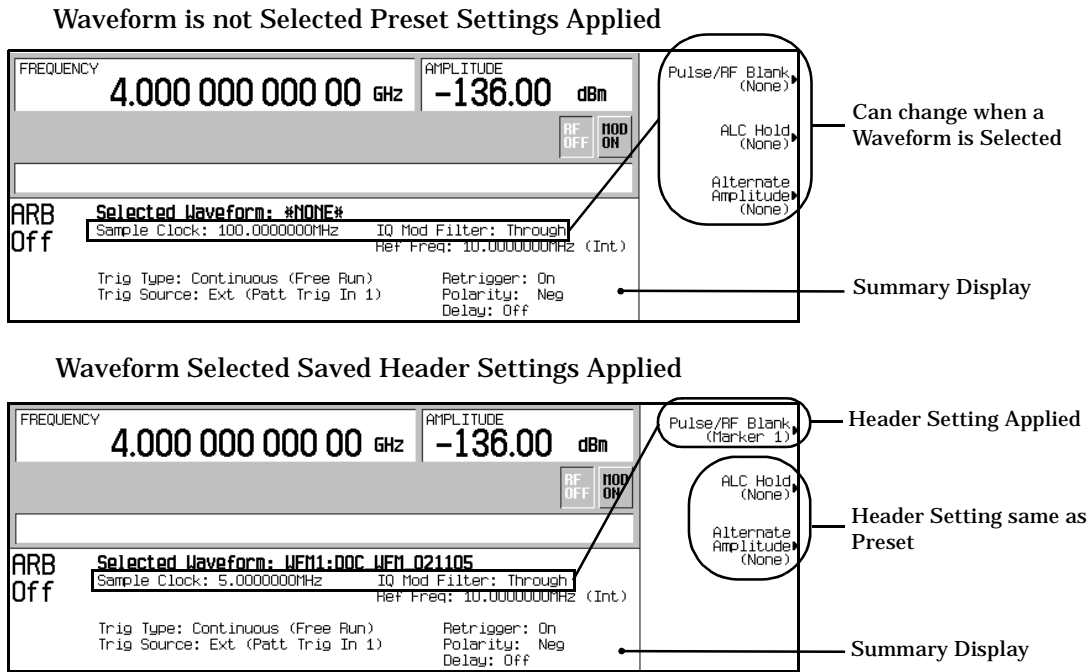 Waveform is not Selected Preset Settings Applied
FREQUENCY
4.000 000 000 00 GHz
AMPLITUDE
-136.00 dBm
RF OFF
MOD ON
Pulse/RF Blank
(None)
ALC Hold
(None)
Alternate
Amplitude
(None)
Can change when a
Waveform is Selected
ARB
Off
Selected Waveform: *NONE*
Sample Clock: 100.0000000MHz IQ Mod Filter: Through
Ref Freq: 10.0000000MHz (Int)
Trig Type: Continuous (Free Run) Retrigger: On
Trig Source: Ext (Patt Trig In 1) Polarity: Neg
Delay: Off
Summary Display
Waveform Selected Saved Header Settings Applied
FREQUENCY
4.000 000 000 00 GHz
AMPLITUDE
-136.00 dBm
RF OFF
MOD ON
Pulse/RF Blank
(Marker 1)
Header Setting Applied
ALC Hold
(None)
Alternate
Amplitude
(None)
Header Setting same as
Preset
ARB
Off
Selected Waveform: WFM1:DOC_WFM_021105
Sample Clock: 5.0000000MHz IQ Mod Filter: Through
Ref Freq: 10.0000000MHz (Int)
Trig Type: Continuous (Free Run) Retrigger: On
Trig Source: Ext (Patt Trig In 1) Polarity: Neg
Delay: Off
Summary Display